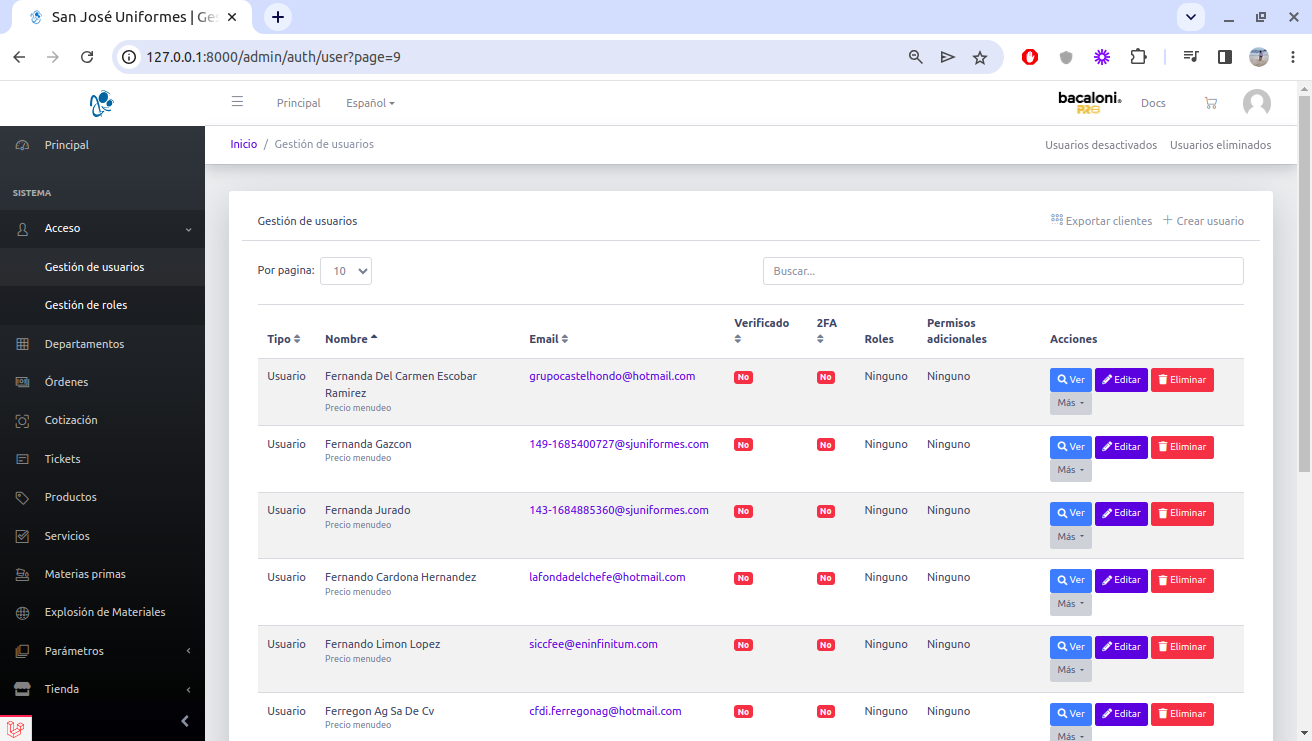 San José Uniformes | Ge
127.0.0.1:8000/admin/auth/user?page=9
Principal
Español
bacaloni
PRO
Docs
Principal
SISTEMA
Acceso
Gestión de usuarios
Gestión de roles
Departamentos
Órdenes
Cotización
Tickets
Productos
Servicios
Materias primas
Explosión de Materiales
Parámetros
Tienda
Inicio / Gestión de usuarios
Usuarios desactivados Usuarios eliminados
Gestión de usuarios
Exportar clientes + Crear usuario
Por pagina: 10
Buscar...
Tipo Nombre Email Verificado 2FA Roles Permisos adicionales Acciones
Usuario Fernanda Del Carmen Escobar Ramirez grupocastelhondo@hotmail.com No No Ninguno Ninguno Ver Editar Eliminar
Precio menudeo Más
Usuario Fernanda Gazcon 149-1685400727@sjuniformes.com No No Ninguno Ninguno Ver Editar Eliminar
Precio menudeo Más
Usuario Fernanda Jurado 143-1684885360@sjuniformes.com No No Ninguno Ninguno Ver Editar Eliminar
Precio menudeo Más
Usuario Fernando Cardona Hernandez lafondadelchefe@hotmail.com No No Ninguno Ninguno Ver Editar Eliminar
Precio menudeo Más
Usuario Fernando Limon Lopez siccfee@eninfinitum.com No No Ninguno Ninguno Ver Editar Eliminar
Precio menudeo Más
Usuario Ferregon Ag Sa De Cv cfdi.ferregonag@hotmail.com No No Ninguno Ninguno Ver Editar Eliminar
Precio menudeo Más